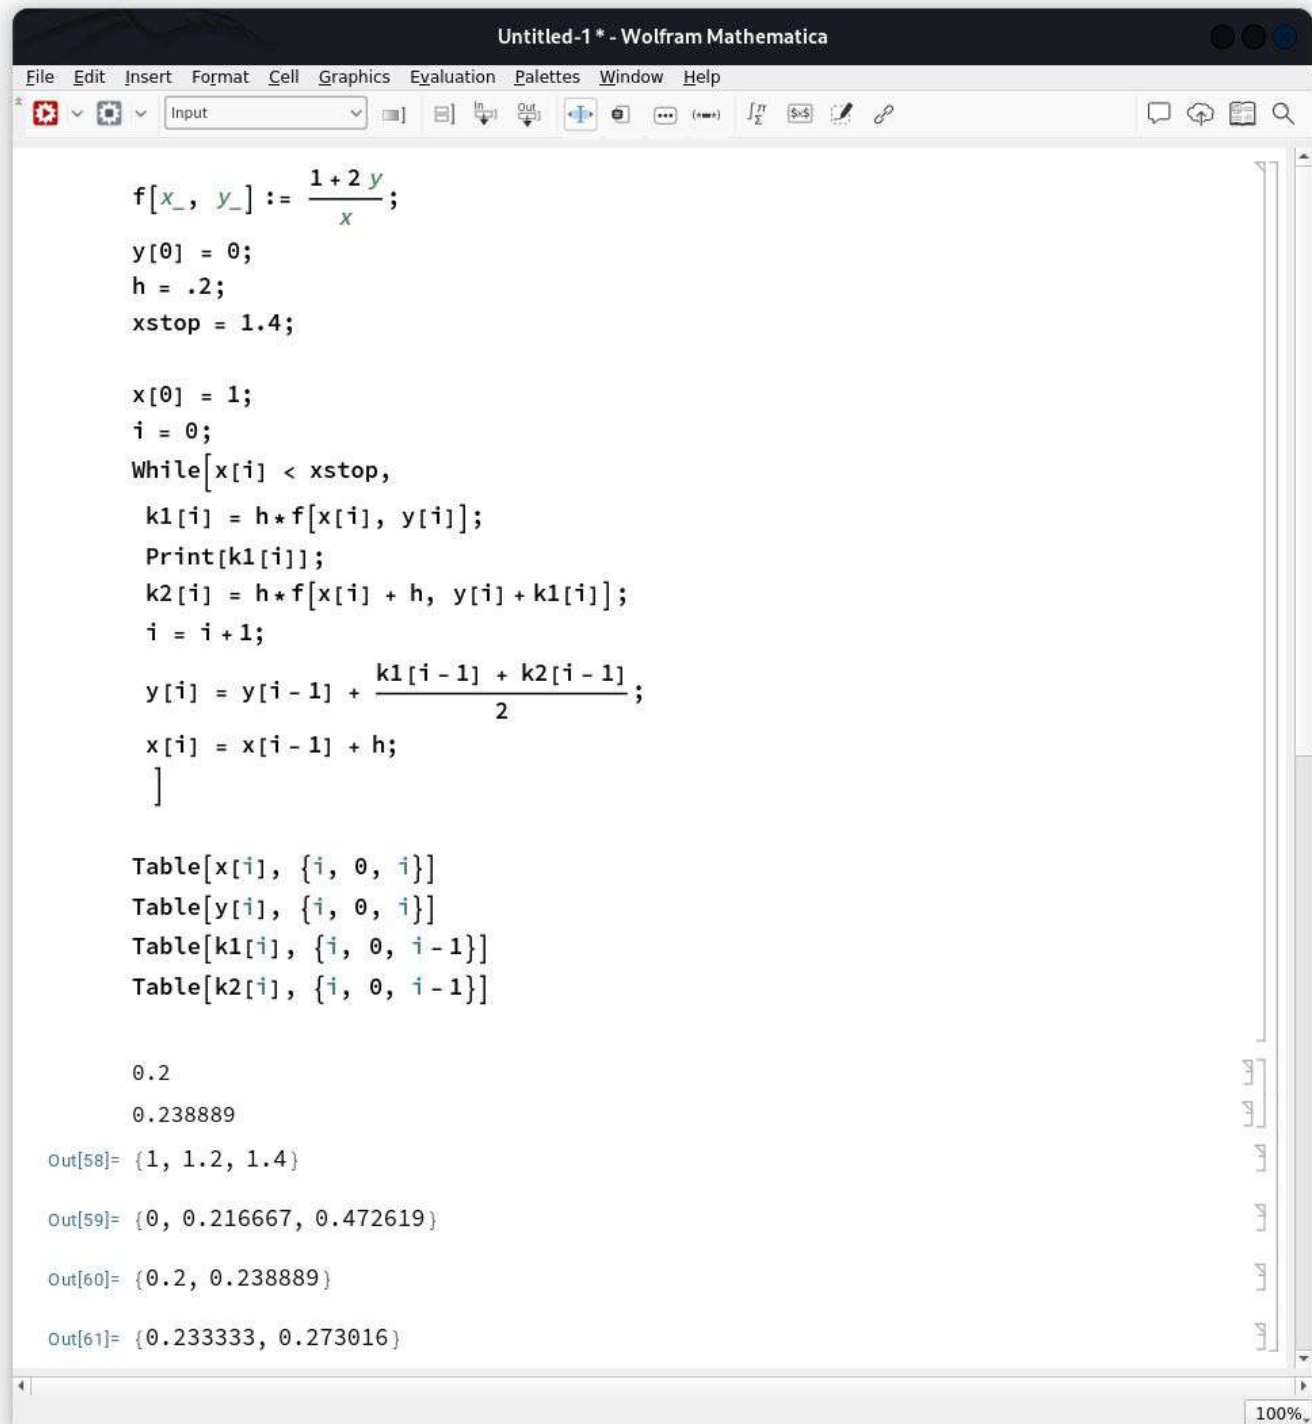 Untitled-1 * - Wolfram Mathematica
File Edit Insert Format Cell Graphics Evaluation Palettes Window Help
Input In Out $x$
f[x_, y_] := (1 + 2 y)/x;
y[0] = 0;
h = .2;
xstop = 1.4;
x[0] = 1;
i = 0;
While[x[i] < xstop,
k1[i] = h*f[x[i], y[i]];
Print[k1[i]];
k2[i] = h*f[x[i] + h, y[i]+k1[i]];
i = i+1;
y[i] = y[i-1] + (k1[i-1] + k2[i-1])/2;
x[i] = x[i-1] + h;
]
Table[x[i], {i, 0, i}]
Table[y[i], {i, 0, i}]
Table[k1[i], {i, 0, i-1}]
Table[k2[i], {i, 0, i-1}]
0.2
0.238889
Out[58]= {1, 1.2, 1.4}
Out[59]= {0, 0.216667, 0.472619}
Out[60]= {0.2, 0.238889}
Out[61]= {0.233333, 0.273016}
100%